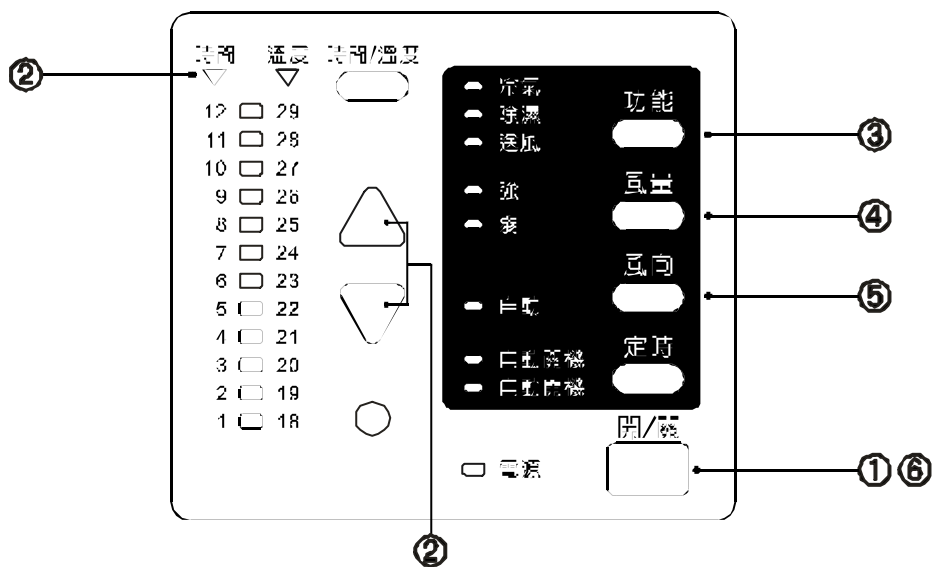 時間 溫度 時間/溫度
②
12 29
11 28
10 27
9 26
8 25
7 24
6 23
5 22
4 21
3 20
2 19
1 18
冷氣
除濕
送風
功能
③
強
風量
④
風向
⑤
自動
定時
自動關機
自動開機
開/關
電源
① ⑥
②